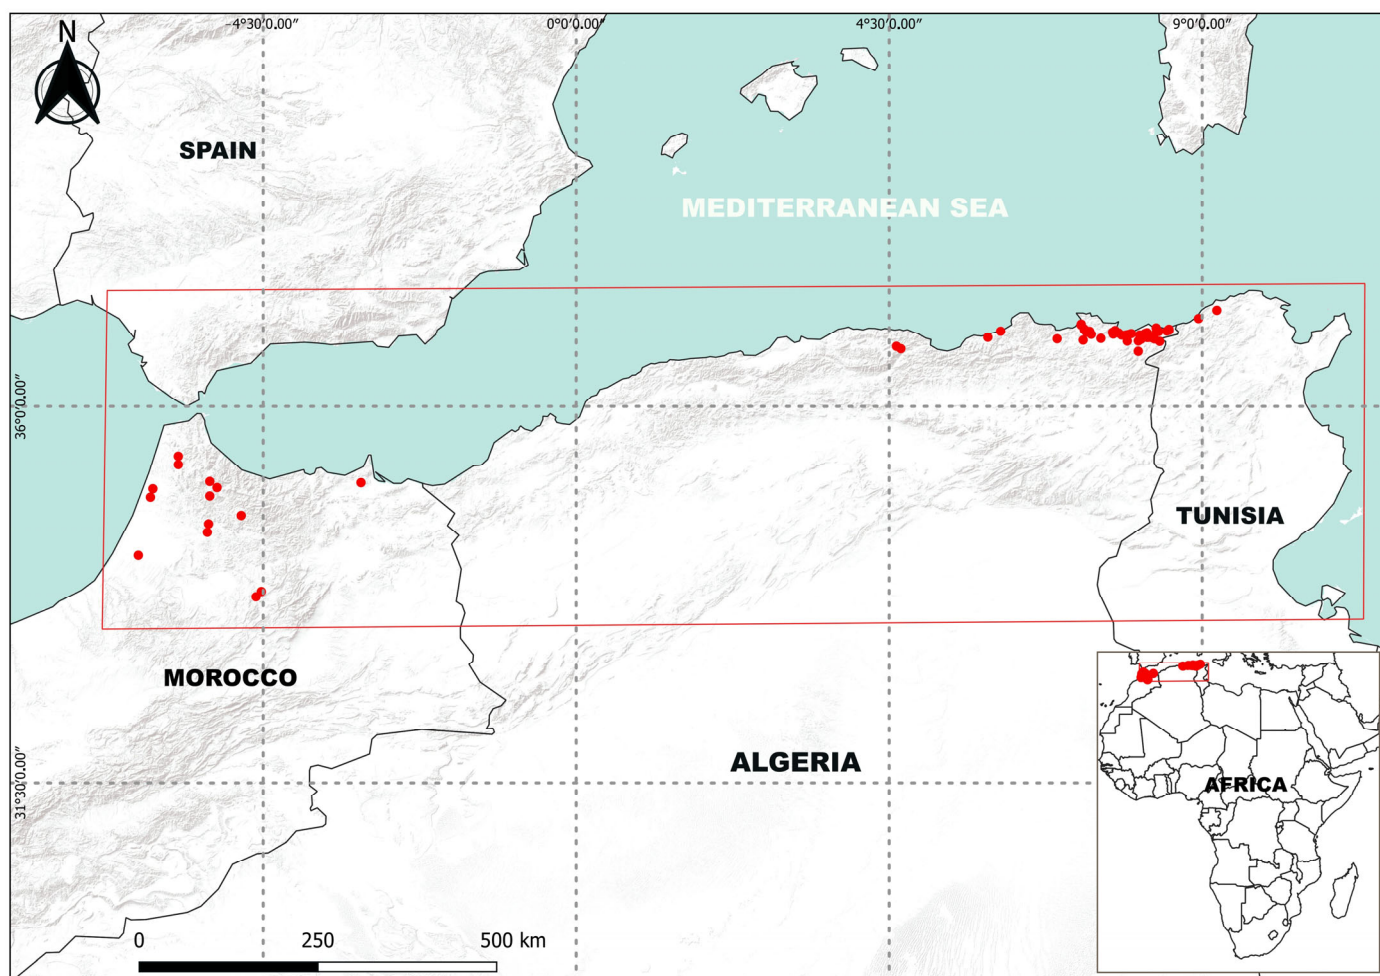 N
-4°30'0.00"
0°0'0.00"
4°30'0.00"
9°0'0.00"
SPAIN
MEDITERRANEAN SEA
36°0'0.00"
TUNISIA
MOROCCO
ALGERIA
31°30'0.00"
AFRICA
0 250 500 km